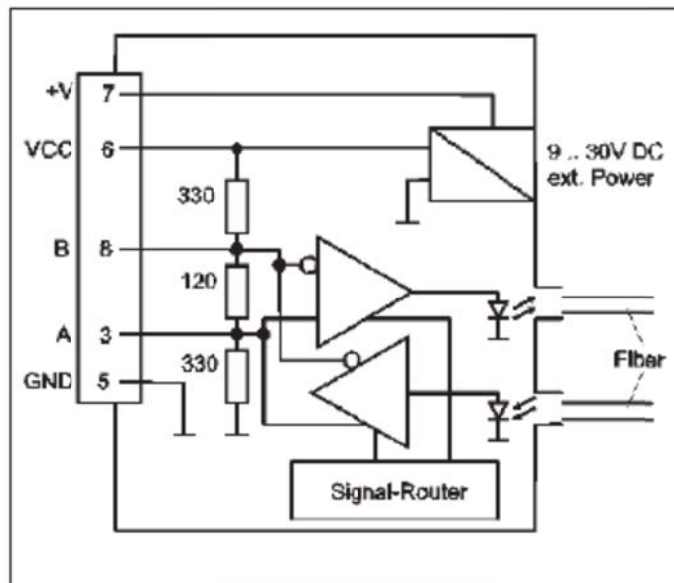 +V 7
VCC 6
9 .. 30V DC
ext. Power
330
B 8
120
A 3
330
Fiber
GND 5
Signal-Router